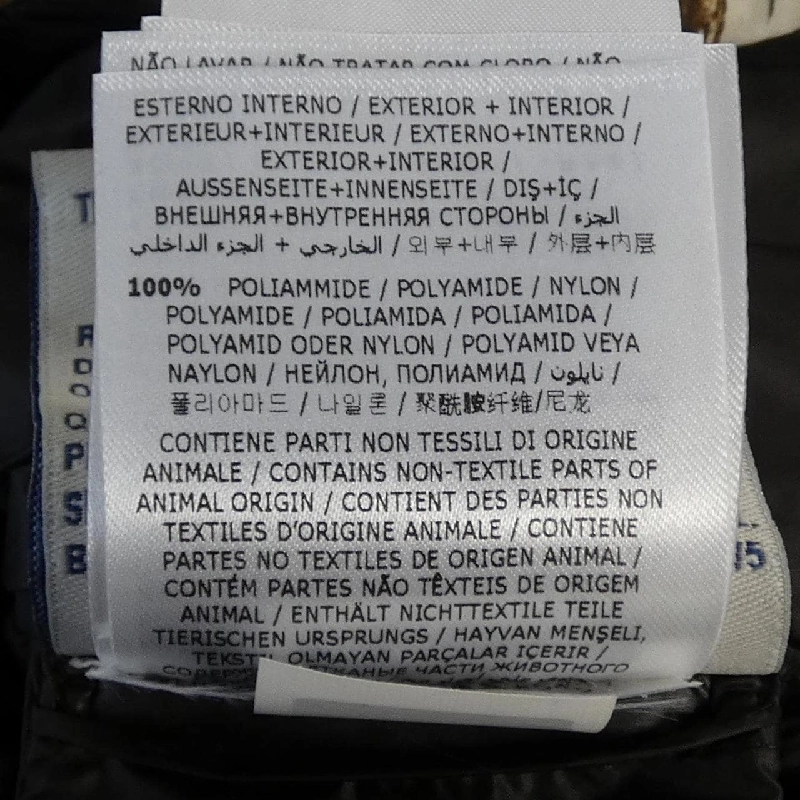 NÃO LAVAR / NÃO TRATAR COM CLORO / NÃO
ESTERNO INTERNO / EXTERIOR + INTERIOR /
EXTERIEUR+INTERIEUR / EXTERNO+INTERNO /
EXTERIOR+INTERIOR /
AUSSENSEITE+INNENSEITE / DIŞ+İÇ /
ВНЕШНЯЯ+ВНУТРЕННЯЯ СТОРОНЫ / الجزء
الخارجي + الجزء الداخلي / 외부+내부 / 外层+内层
100% POLIAMMIDE / POLYAMIDE / NYLON /
POLYAMIDE / POLIAMIDA / POLIAMIDA /
POLYAMID ODER NYLON / POLYAMID VEYA
NAYLON / НЕЙЛОН, ПОЛИАМИД / نايلون /
폴리아마드 / 나일론 / 聚酰胺纤维/尼龙
CONTIENE PARTI NON TESSILI DI ORIGINE
ANIMALE / CONTAINS NON-TEXTILE PARTS OF
ANIMAL ORIGIN / CONTIENT DES PARTIES NON
TEXTILES D'ORIGINE ANIMALE / CONTIENE
PARTES NO TEXTILES DE ORIGEN ANIMAL /
CONTÉM PARTES NÃO TÊXTEIS DE ORIGEM
ANIMAL / ENTHÄLT NICHTTEXTILE TEILE
TIERISCHEN URSPRUNGS / HAYVAN MENŞELI,
OLMAYAN PARÇALAR IÇERIR /
ЧАСТИ ЖИВОТНОГО